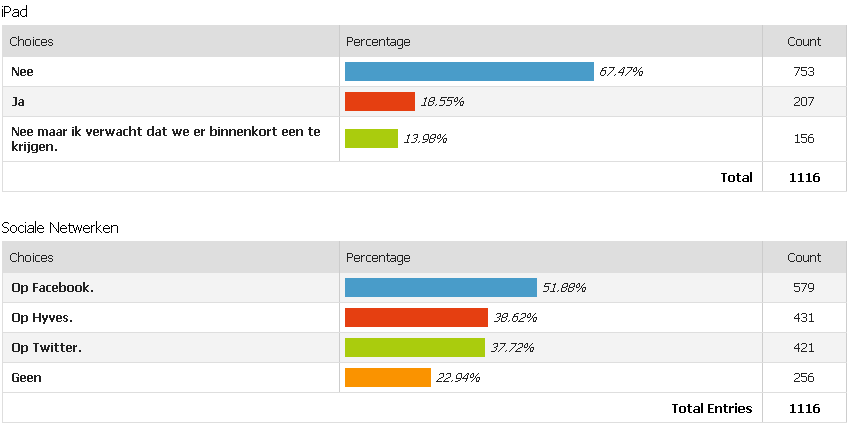 iPad
Choices Percentage Count
Nee 67.47% 753
Ja 18.55% 207
Nee maar ik verwacht dat we er binnenkort een te
krijgen. 13.98% 156
Total 1116
Sociale Netwerken
Choices Percentage Count
Op Facebook. 51.88% 579
Op Hyves. 38.62% 431
Op Twitter. 37.72% 421
Geen 22.94% 256
Total Entries 1116